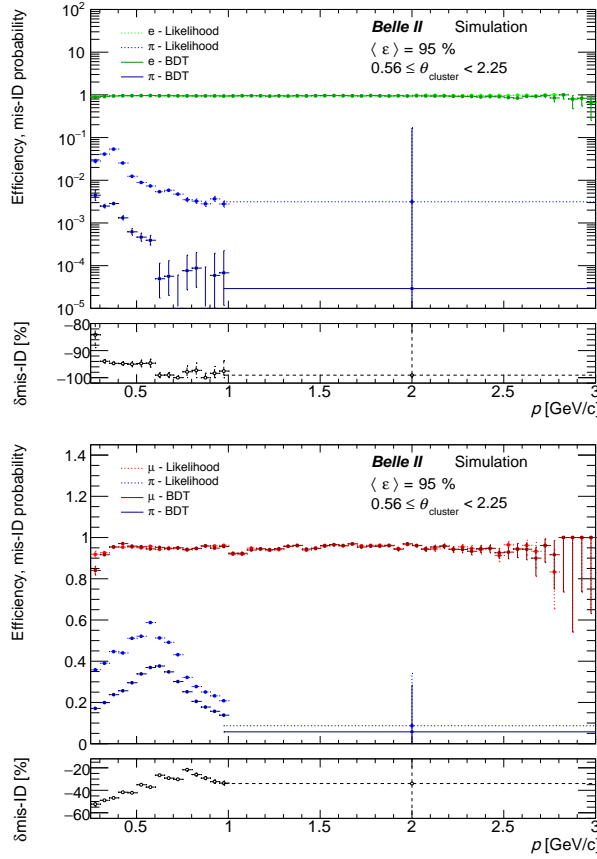 10²
10
1
10⁻¹
10⁻²
10⁻³
10⁻⁴
10⁻⁵
Efficiency, mis-ID probability
e - Likelihood
π - Likelihood
e - BDT
π - BDT
Belle II Simulation
⟨ ε ⟩ = 95 %
0.56 ≤ θcluster < 2.25
−80
−90
−100
δmis-ID [%]
0.5 1 1.5 2 2.5 3
p [GeV/c]
1.4
1.2
1
0.8
0.6
0.4
0.2
0
Efficiency, mis-ID probability
μ - Likelihood
π - Likelihood
μ - BDT
π - BDT
Belle II Simulation
⟨ ε ⟩ = 95 %
0.56 ≤ θcluster < 2.25
−20
−40
−60
δmis-ID [%]
0.5 1 1.5 2 2.5 3
p [GeV/c]